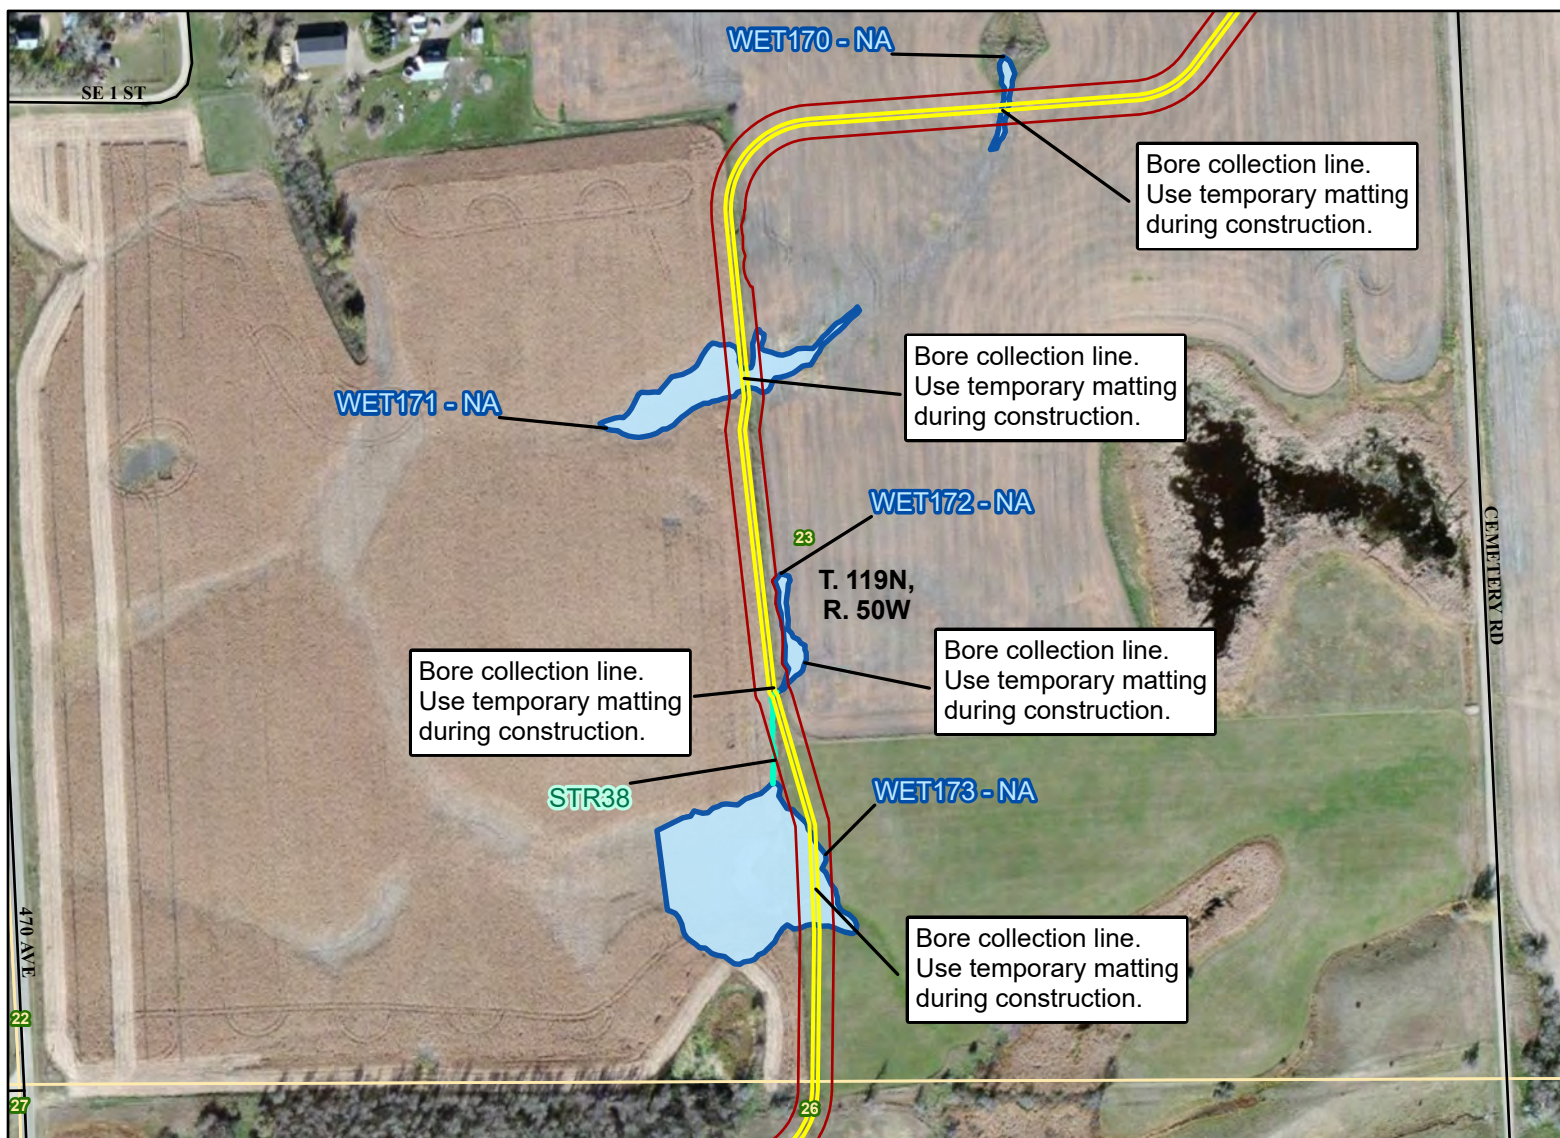 WET170 - NA
SE 1 ST
Bore collection line.
Use temporary matting
during construction.
Bore collection line.
Use temporary matting
during construction.
WET171 - NA
WET172 - NA
23
T. 119N,
R. 50W
CEMETERY RD
Bore collection line.
Use temporary matting
during construction.
Bore collection line.
Use temporary matting
during construction.
STR38
WET173 - NA
470 AVE
Bore collection line.
Use temporary matting
during construction.
22
27
26